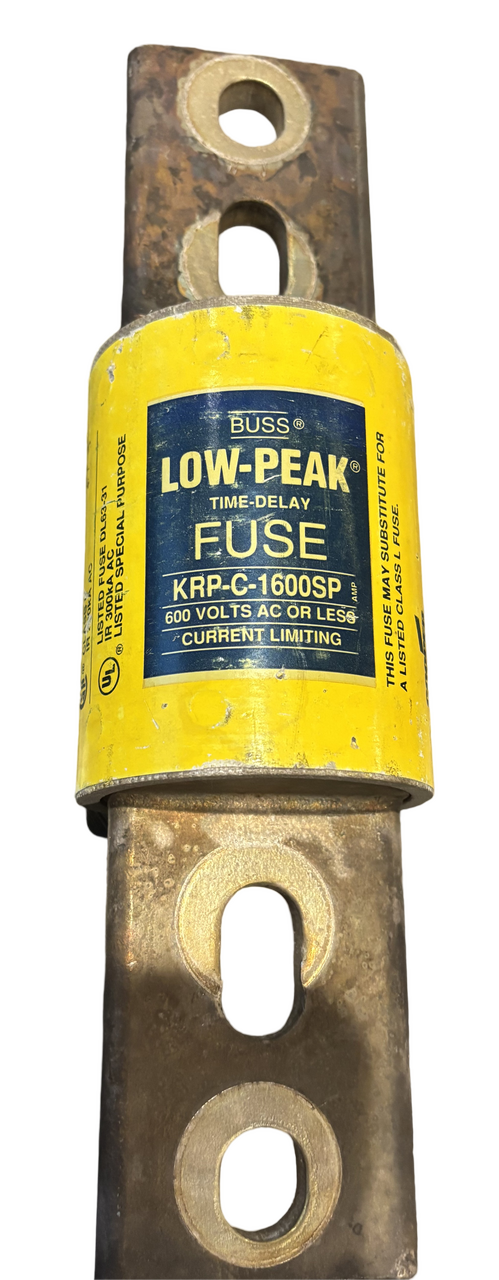 BUSS®
LOW-PEAK®
TIME-DELAY
FUSE
KRP-C-1600SP AMP
600 VOLTS AC OR LESS
CURRENT LIMITING
THIS FUSE MAY SUBSTITUTE FOR
A LISTED CLASS L FUSE.
LISTED FUSE DL63-31
IR 300KA AC
UL ® LISTED SPECIAL PURPOSE